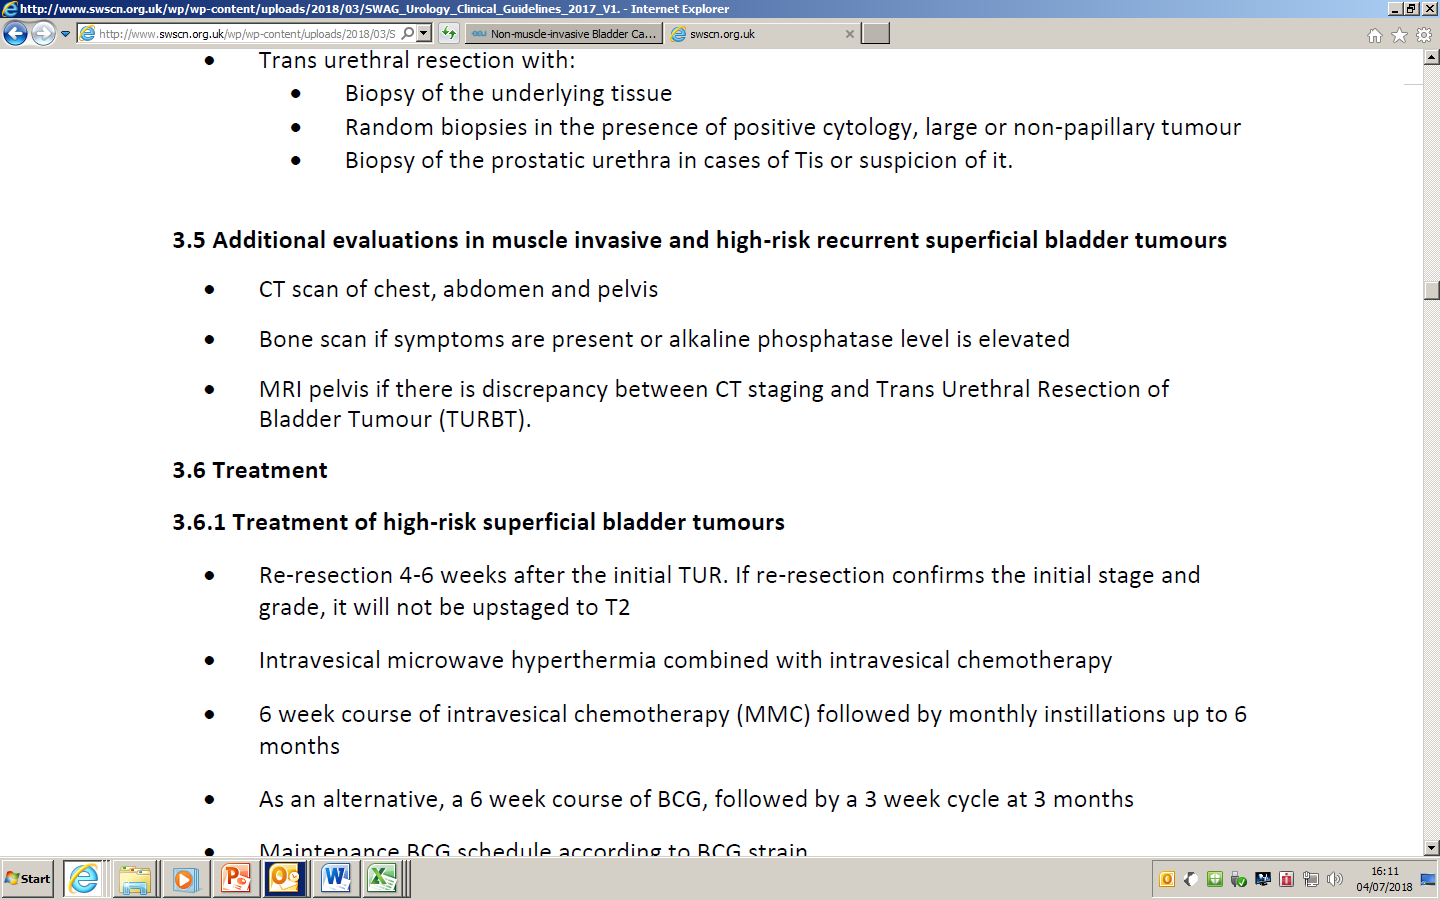 http://www.swscn.org.uk/wp/wp-content/uploads/2018/03/SWAG_Urology_Clinical_Guidelines_2017_V1. - Internet Explorer
http://www.swscn.org.uk/wp/wp-content/uploads/2018/03/S
Non-muscle-invasive Bladder Ca...
swscn.org.uk
• Trans urethral resection with:
• Biopsy of the underlying tissue
• Random biopsies in the presence of positive cytology, large or non-papillary tumour
• Biopsy of the prostatic urethra in cases of Tis or suspicion of it.
3.5 Additional evaluations in muscle invasive and high-risk recurrent superficial bladder tumours
• CT scan of chest, abdomen and pelvis
• Bone scan if symptoms are present or alkaline phosphatase level is elevated
• MRI pelvis if there is discrepancy between CT staging and Trans Urethral Resection of
Bladder Tumour (TURBT).
3.6 Treatment
3.6.1 Treatment of high-risk superficial bladder tumours
• Re-resection 4-6 weeks after the initial TUR. If re-resection confirms the initial stage and
grade, it will not be upstaged to T2
• Intravesical microwave hyperthermia combined with intravesical chemotherapy
• 6 week course of intravesical chemotherapy (MMC) followed by monthly instillations up to 6
months
• As an alternative, a 6 week course of BCG, followed by a 3 week cycle at 3 months
• Maintenance BCG schedule according to BCG strain
Start
16:11
04/07/2018